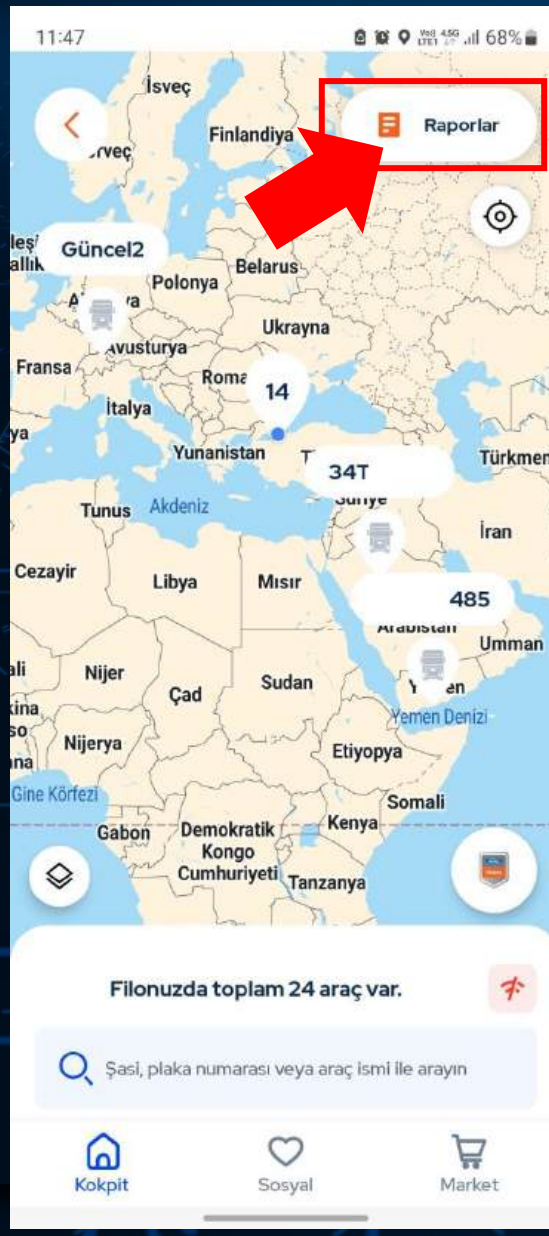 11:47
68%
İsveç
Raporlar
Finlandiya
Güncel2
Belarus
Polonya
Ukrayna
Avusturya
Fransa
14
İtalya
Yunanistan
34T
Türkmen
Suriye
Tunus
Akdeniz
İran
Cezayir
Libya
Mısır
485
Arabistan
Umman
Nijer
Sudan
Çad
Yemen Denizi
Nijerya
Etiyopya
Gine Körfezi
Somali
Gabon
Demokratik
Kongo
Cumhuriyeti
Kenya
Tanzanya
Filonuzda toplam 24 araç var.
Şasi, plaka numarası veya araç ismi ile arayın
Kokpit
Sosyal
Market